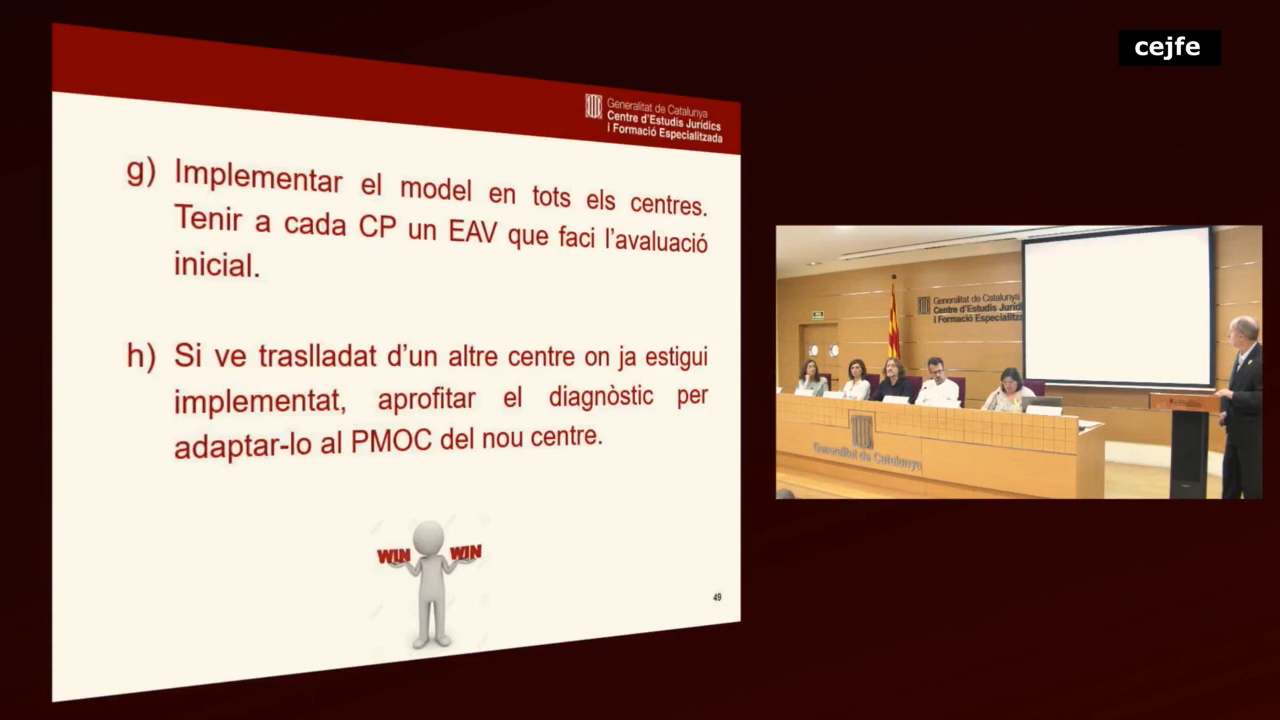 cejfe
Generalitat de Catalunya
Centre d'Estudis Jurídics
i Formació Especialitzada
g) Implementar el model en tots els centres.
Tenir a cada CP un EAV que faci l'avaluació
inicial.
h) Si ve traslladat d'un altre centre on ja estigui
implementat, aprofitar el diagnòstic per
adaptar-lo al PMOC del nou centre.
WIN WIN
49
Generalitat de Catalunya
Centre d'Estudis Juríd
i Formació Especialitz
Generalitat de Catalunya